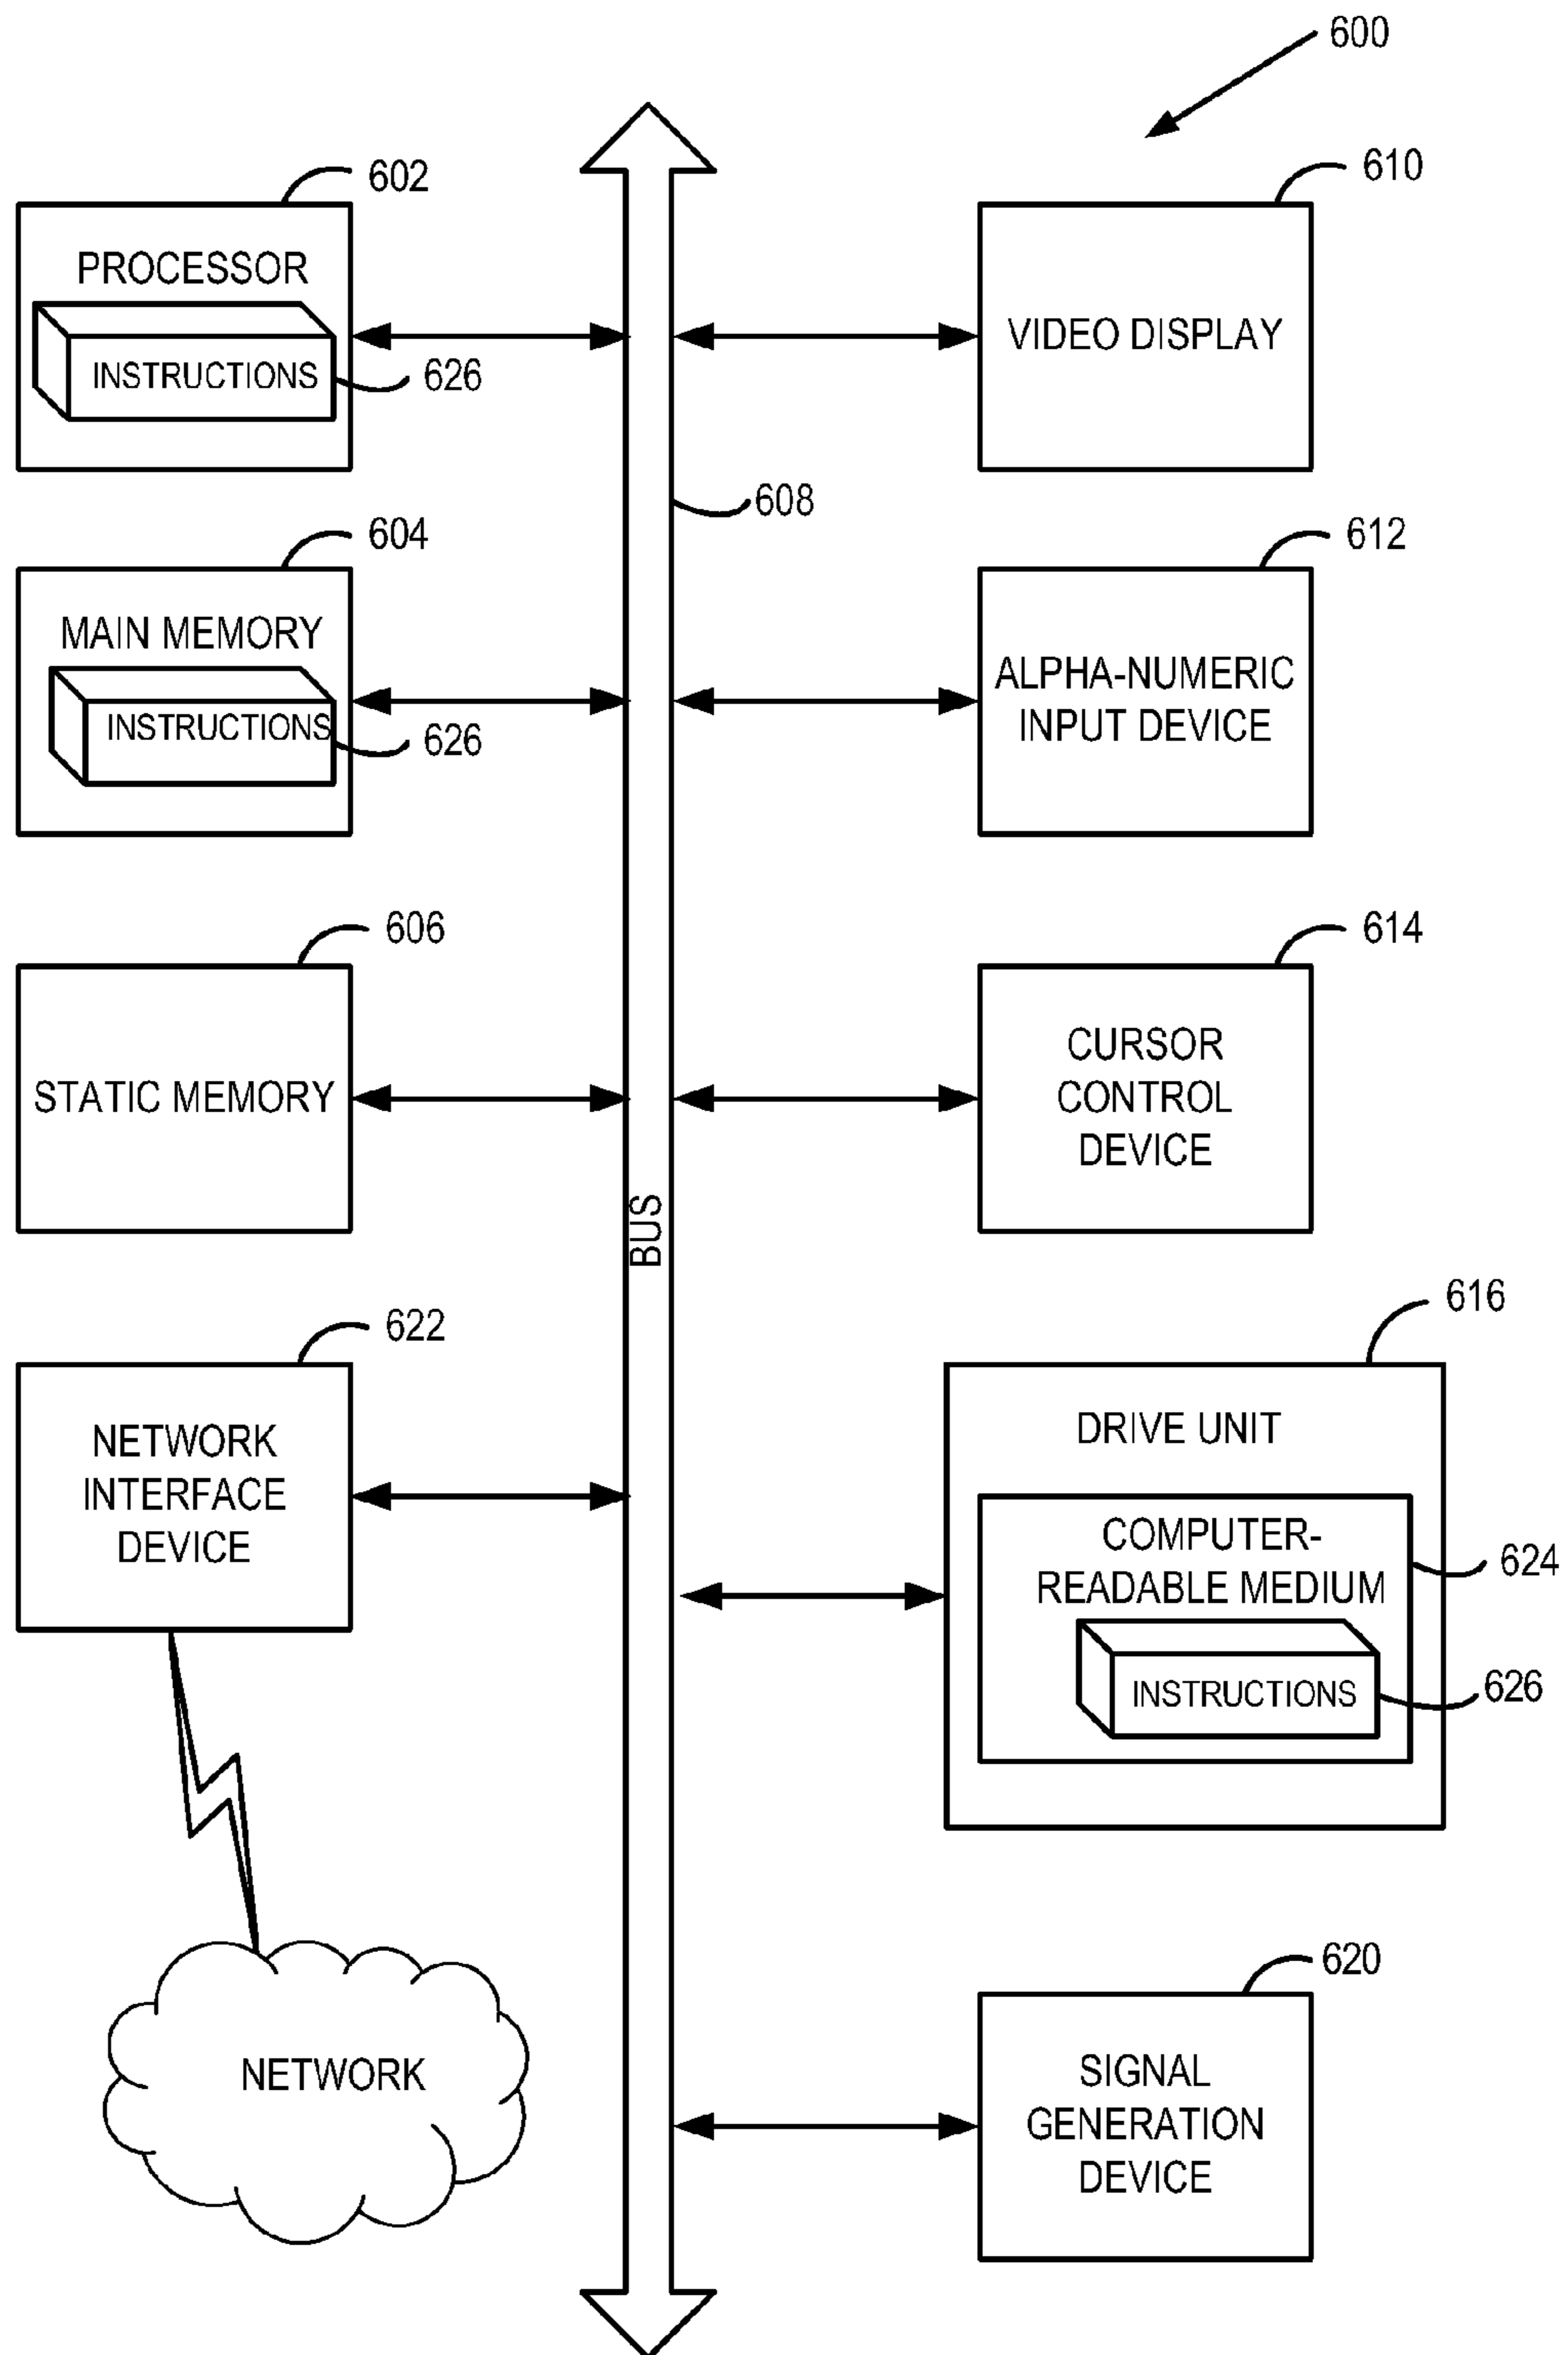 600
602
PROCESSOR
INSTRUCTIONS
626
610
VIDEO DISPLAY
608
604
MAIN MEMORY
INSTRUCTIONS
626
612
ALPHA-NUMERIC
INPUT DEVICE
606
STATIC MEMORY
614
CURSOR
CONTROL
DEVICE
BUS
622
NETWORK
INTERFACE
DEVICE
616
DRIVE UNIT
COMPUTER-
READABLE MEDIUM
624
INSTRUCTIONS
626
NETWORK
620
SIGNAL
GENERATION
DEVICE